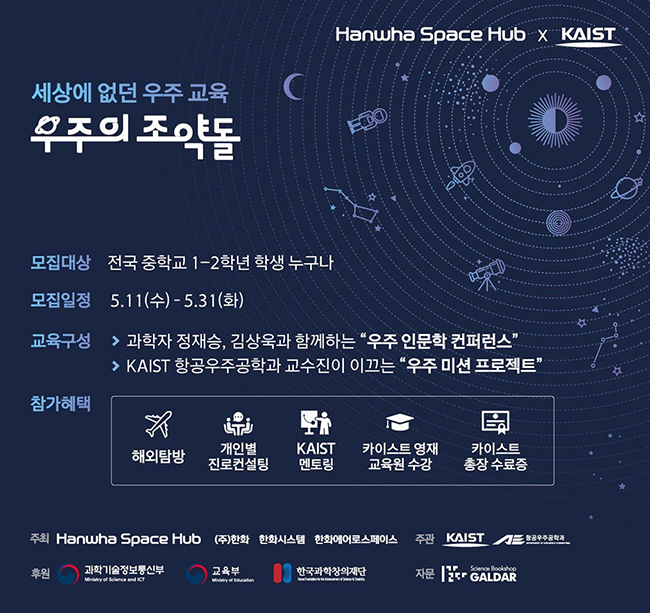 Hanwha Space Hub x KAIST
세상에 없던 우주 교육
우주의 조약돌
모집대상 전국 중학교 1-2학년 학생 누구나
모집일정 5.11(수) - 5.31(화)
교육구성 > 과학자 정재승, 김상욱과 함께하는 “우주 인문학 컨퍼런스”
> KAIST 항공우주공학과 교수진이 이끄는 “우주 미션 프로젝트”
참가혜택
해외탐방
개인별
진로컨설팅
KAIST
멘토링
카이스트 영재
교육원 수강
카이스트
총장 수료증
주최 Hanwha Space Hub (주)한화 한화시스템 한화에어로스페이스 주관 KAIST AE 항공우주공학과
후원 과학기술정보통신부 교육부 한국과학창의재단 자문 Science Bookshop
Ministry of Science and ICT Ministry of Education GALDAR